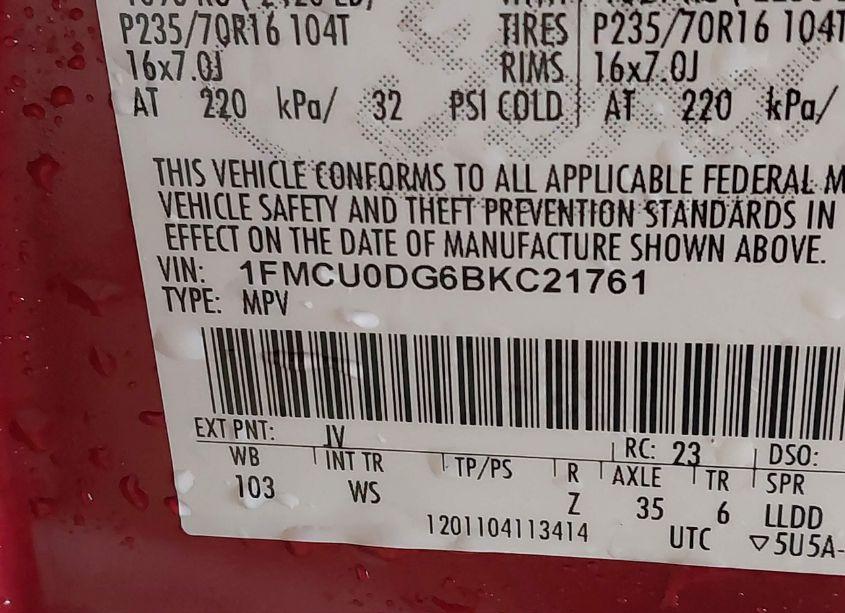 P235/70R16 104T TIRES P235/70R16 104T
16x7.0J RIMS 16x7.0J
AT 220 kPa/ 32 PSI COLD AT 220 kPa/
THIS VEHICLE CONFORMS TO ALL APPLICABLE FEDERAL M
VEHICLE SAFETY AND THEFT PREVENTION STANDARDS IN
EFFECT ON THE DATE OF MANUFACTURE SHOWN ABOVE.
VIN: 1FMCU0DG6BKC21761
TYPE: MPV
EXT PNT: JV RC: 23 DSO:
WB INT TR TP/PS R AXLE TR SPR
103 WS Z 35 6 LLDD
1201104113414 UTC ▽5U5A-